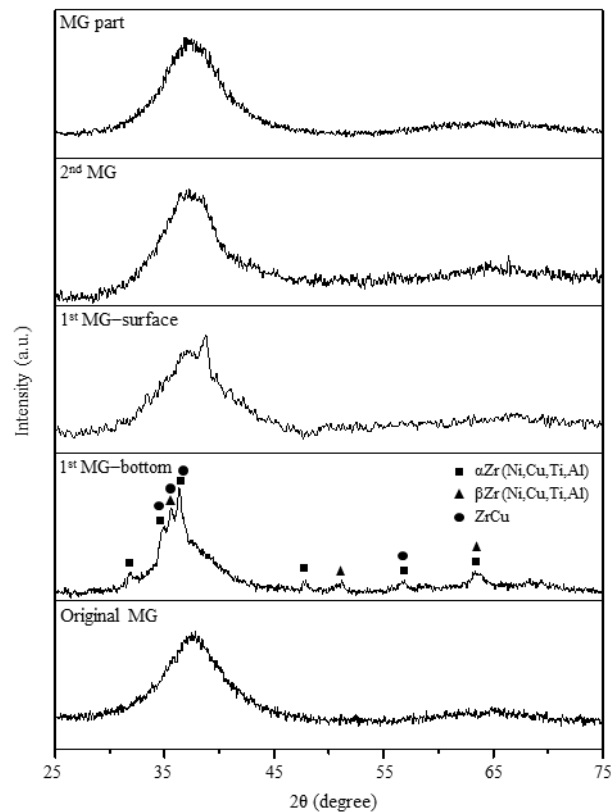 MG part
2nd MG
1st MG−surface
1st MG−bottom
αZr(Ni,Cu,Ti,Al)
βZr(Ni,Cu,Ti,Al)
ZrCu
Original MG
Intensity (a.u.)
25 35 45 55 65 75
2θ (degree)